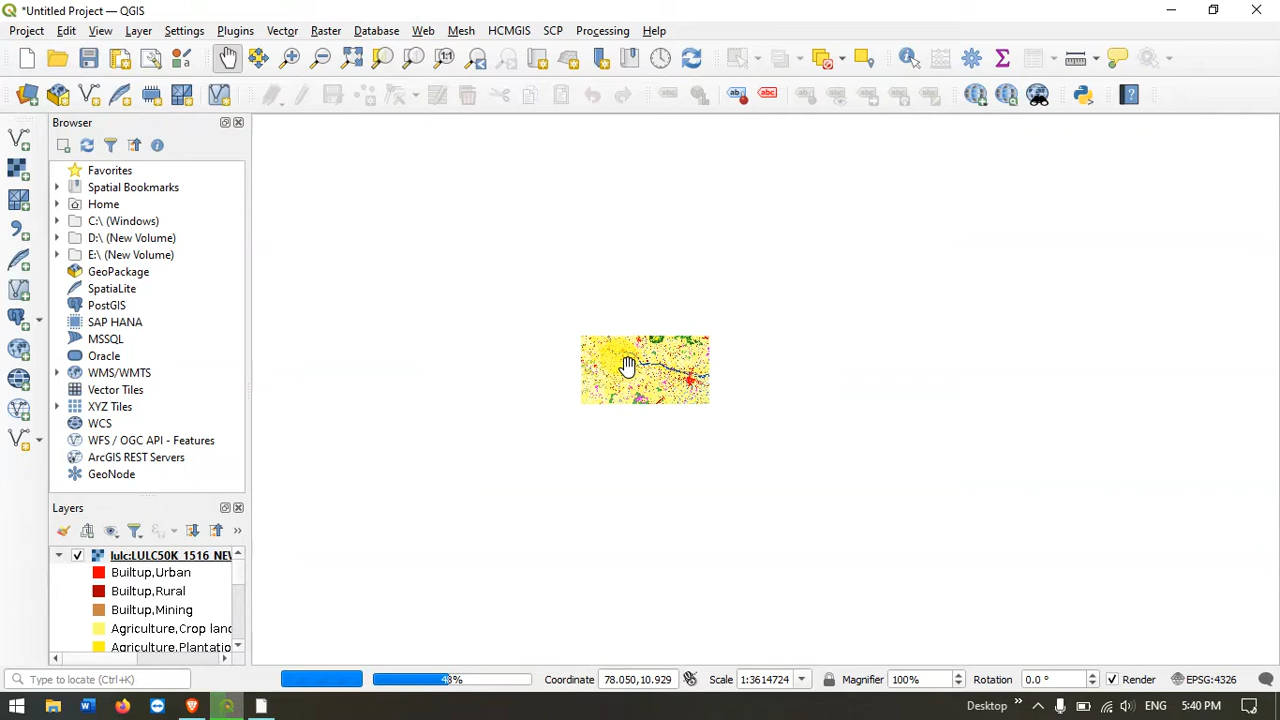 *Untitled Project — QGIS
Project Edit View Layer Settings Plugins Vector Raster Database Web Mesh HCMGIS SCP Processing Help
Browser
Favorites
Spatial Bookmarks
Home
C:\ (Windows)
D:\ (New Volume)
E:\ (New Volume)
GeoPackage
SpatiaLite
PostGIS
SAP HANA
MSSQL
Oracle
WMS/WMTS
Vector Tiles
XYZ Tiles
WCS
WFS / OGC API - Features
ArcGIS REST Servers
GeoNode
Layers
lulc:LULC50K_1516_NEW
Builtup,Urban
Builtup,Rural
Builtup,Mining
Agriculture,Crop land
Agriculture,Plantatio
Type to locate (Ctrl+K) 43% Coordinate 78.050,10.929 Scale 1:3614724 Magnifier 100% Rotation 0.0 ° Render EPSG:4326
Desktop ENG 5:40 PM